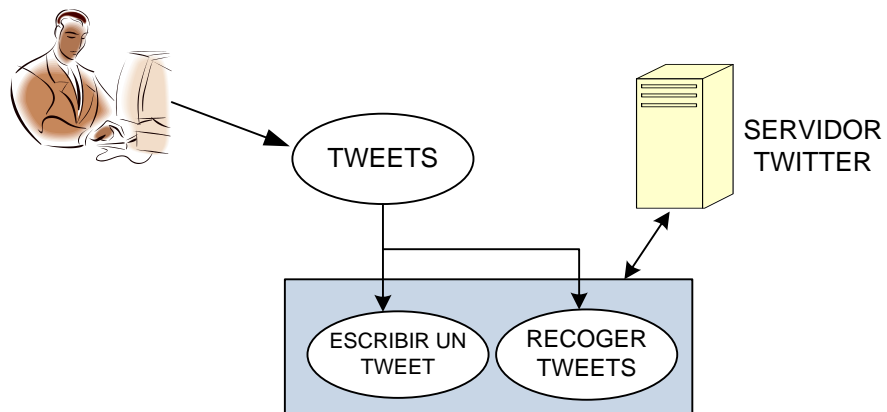 TWEETS
SERVIDOR
TWITTER
ESCRIBIR UN
TWEET
RECOGER
TWEETS